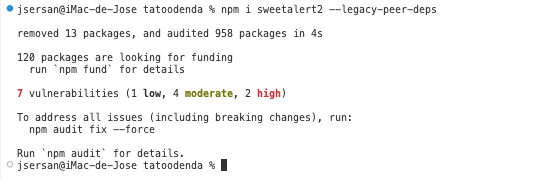 jsersan@iMac-de-Jose tatoodenda % npm i sweetalert2 --legacy-peer-deps
removed 13 packages, and audited 958 packages in 4s
120 packages are looking for funding
run `npm fund` for details
7 vulnerabilities (1 low, 4 moderate, 2 high)
To address all issues (including breaking changes), run:
npm audit fix --force
Run `npm audit` for details.
jsersan@iMac-de-Jose tatoodenda %